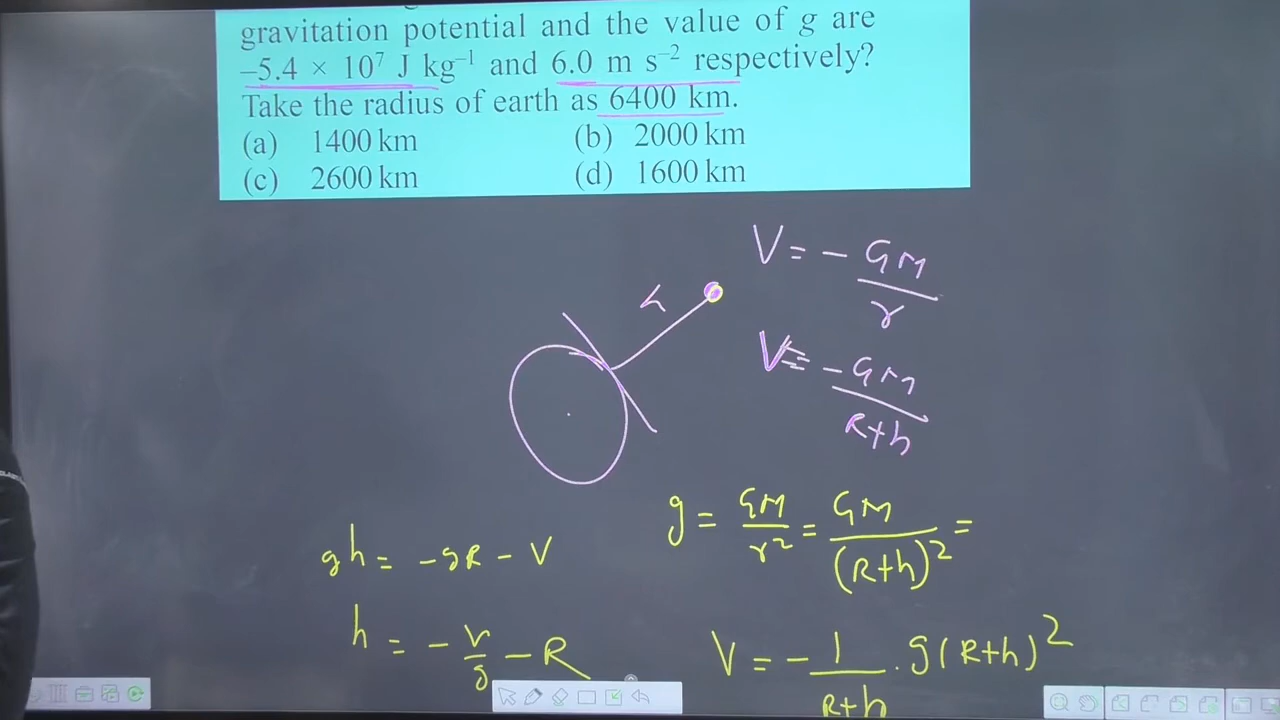 gravitation potential and the value of g are
–5.4 × 10⁷ J kg⁻¹ and 6.0 m s⁻² respectively?
Take the radius of earth as 6400 km.
(a) 1400 km (b) 2000 km
(c) 2600 km (d) 1600 km
V = - GM/r
h
V = -GM/R+h
g = GM/r² = GM/(R+h)² =
gh = -gR - V
h = - V/g - R
V = - 1/R+h . g(R+h)²